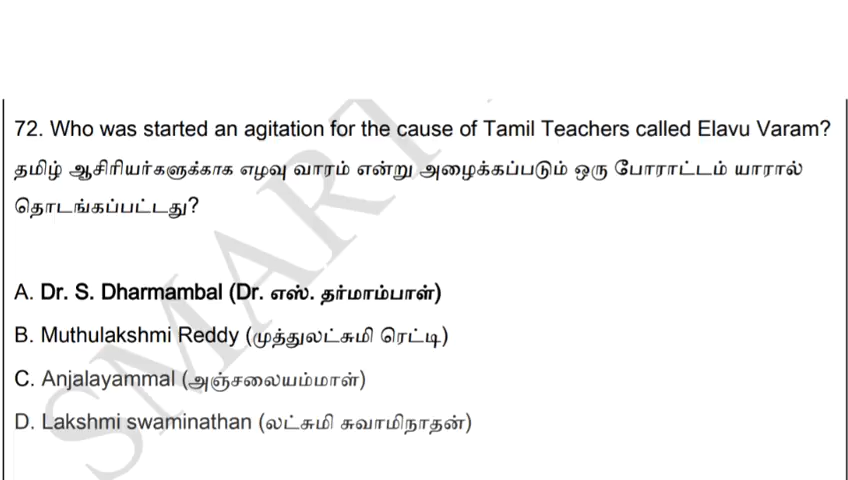 72. Who was started an agitation for the cause of Tamil Teachers called Elavu Varam?
தமிழ் ஆசிரியர்களுக்காக எழவு வாரம் என்று அழைக்கப்படும் ஒரு போராட்டம் யாரால்
தொடங்கப்பட்டது?
A. Dr. S. Dharmambal (Dr. எஸ். தர்மாம்பாள்)
B. Muthulakshmi Reddy (முத்துலட்சுமி ரெட்டி)
C. Anjalayammal (அஞ்சலையம்மாள்)
D. Lakshmi swaminathan (லட்சுமி சுவாமிநாதன்)
SMART